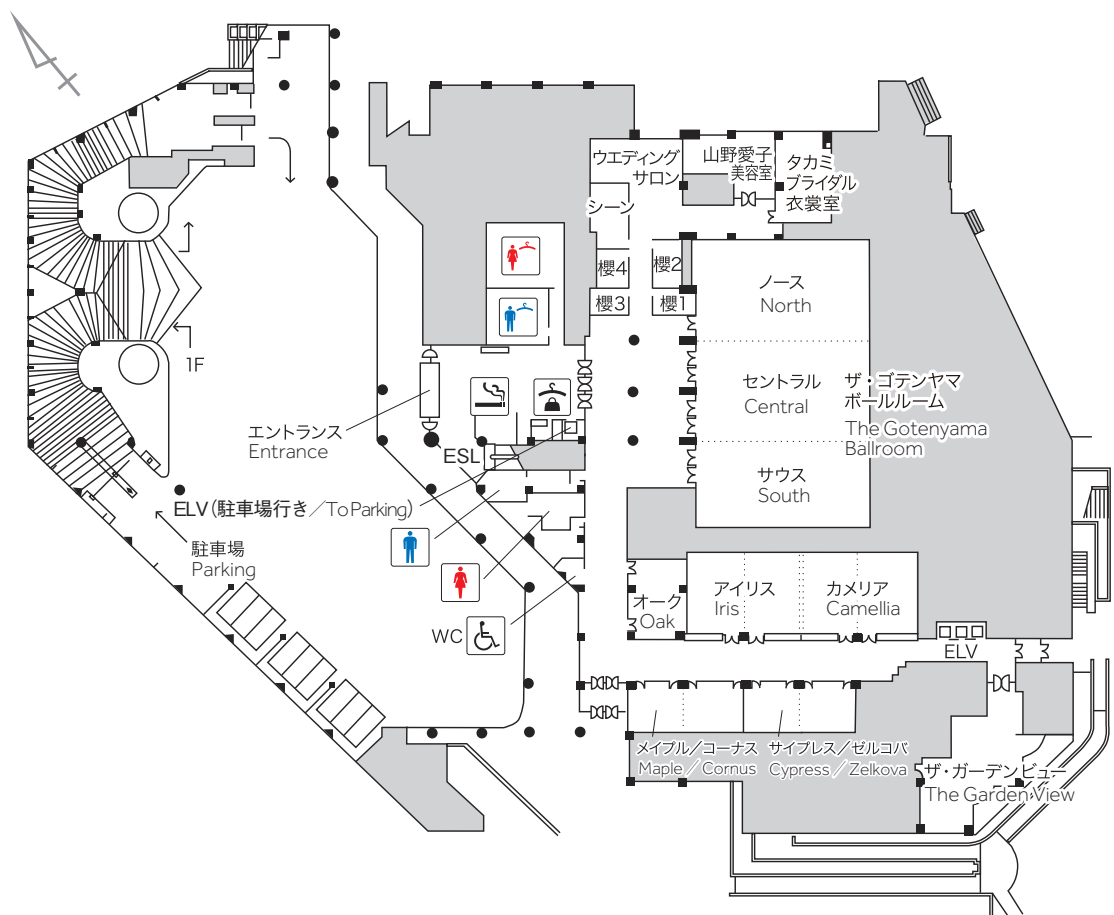 ウエディング
サロン
山野愛子
美容室
タカミ
ブライダル
衣裳室
シーン
櫻4
櫻2
櫻3
櫻1
ノース
North
1F
セントラル
Central
ザ・ゴテンヤマ
ボールルーム
The Gotenyama
Ballroom
エントランス
Entrance
ESL
サウス
South
ELV(駐車場行き/To Parking)
駐車場
Parking
オーク
Oak
アイリス
Iris
カメリア
Camellia
WC
ELV
メイプル/コーナス
Maple/Cornus
サイプレス/ゼルコバ
Cypress/Zelkova
ザ・ガーデンビュー
The Garden View